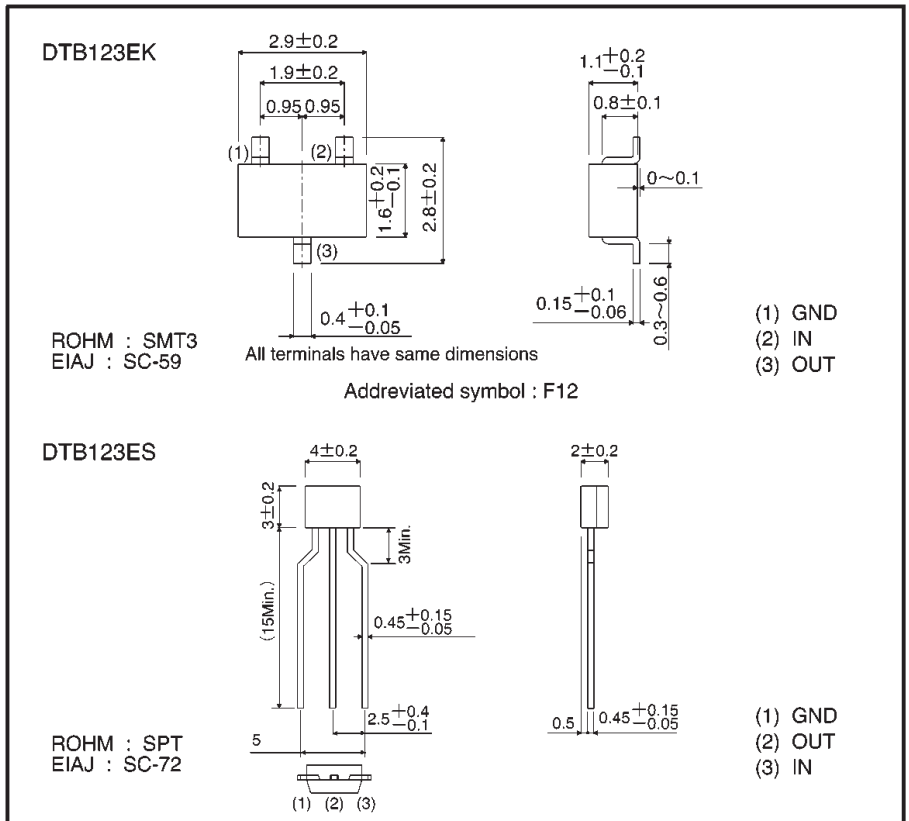 DTB123EK
2.9±0.2
1.9±0.2
0.95 0.95
(1) (2)
(3)
1.6+0.2
−0.1
2.8±0.2
0.4+0.1
−0.05
All terminals have same dimensions
1.1+0.2
−0.1
0.8±0.1
0~0.1
0.15+0.1
−0.06
0.3~0.6
ROHM : SMT3
EIAJ : SC-59
(1) GND
(2) IN
(3) OUT
Addreviated symbol : F12
DTB123ES
4±0.2
3±0.2
(15Min.)
3Min.
0.45+0.15
−0.05
2.5+0.4
−0.1
5
(1) (2) (3)
2±0.2
0.5
0.45+0.15
−0.05
ROHM : SPT
EIAJ : SC-72
(1) GND
(2) OUT
(3) IN